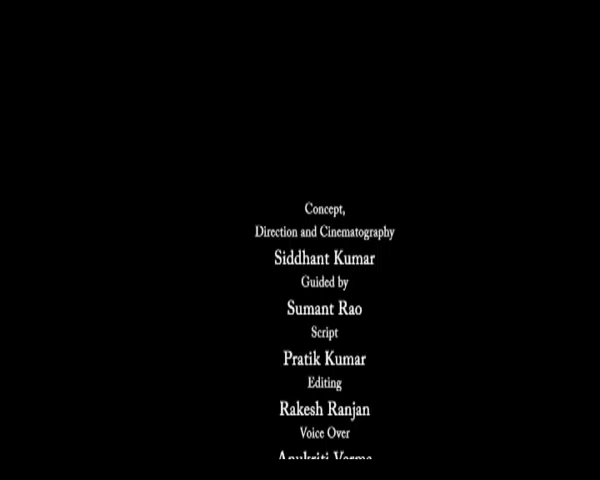 Concept,
Direction and Cinematography
Siddhant Kumar
Guided by
Sumant Rao
Script
Pratik Kumar
Editing
Rakesh Ranjan
Voice Over